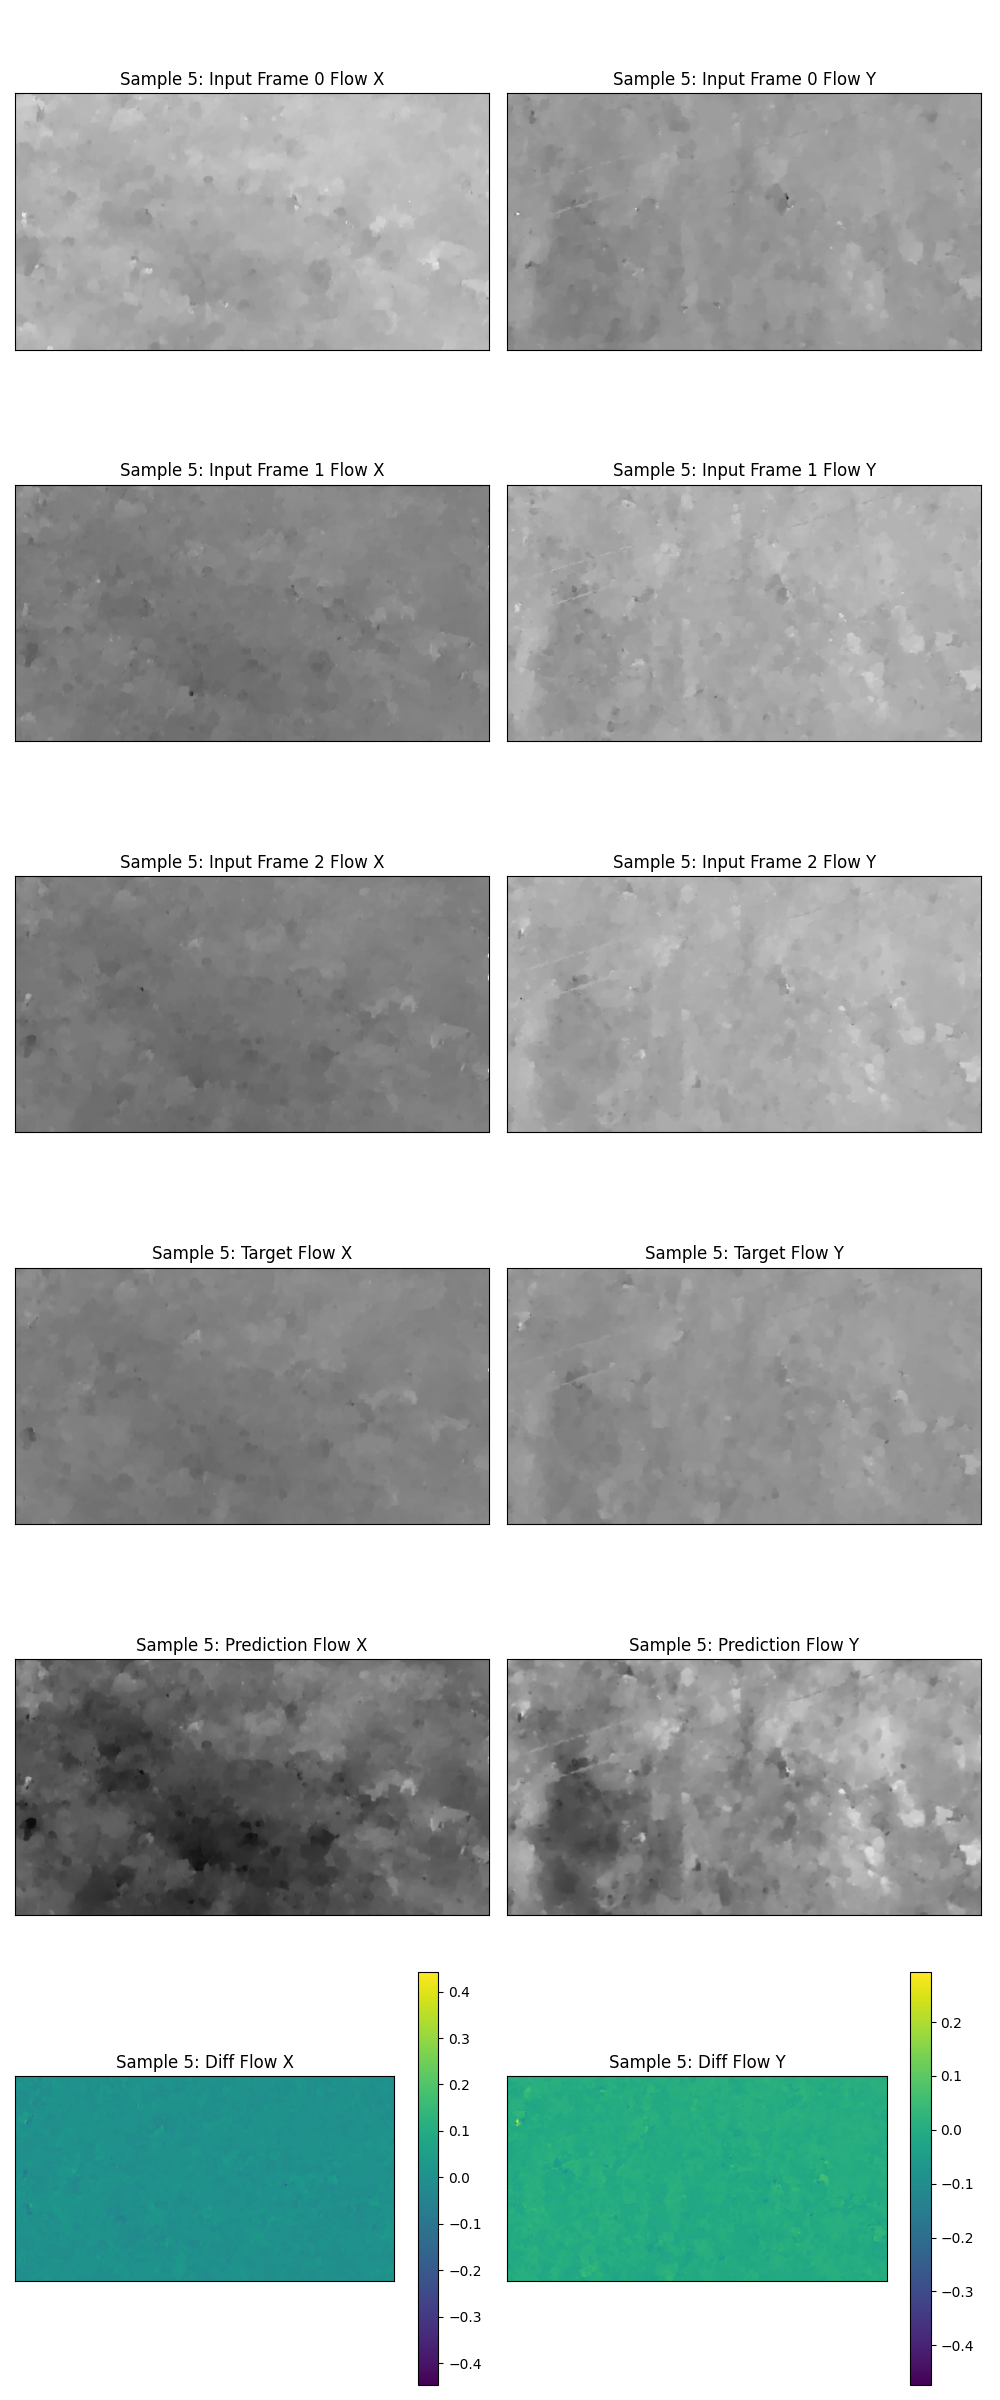 Sample 5: Input Frame 0 Flow X
Sample 5: Input Frame 0 Flow Y
Sample 5: Input Frame 1 Flow X
Sample 5: Input Frame 1 Flow Y
Sample 5: Input Frame 2 Flow X
Sample 5: Input Frame 2 Flow Y
Sample 5: Target Flow X
Sample 5: Target Flow Y
Sample 5: Prediction Flow X
Sample 5: Prediction Flow Y
Sample 5: Diff Flow X
0.4
0.3
0.2
0.1
0.0
−0.1
−0.2
−0.3
−0.4
Sample 5: Diff Flow Y
0.2
0.1
0.0
−0.1
−0.2
−0.3
−0.4